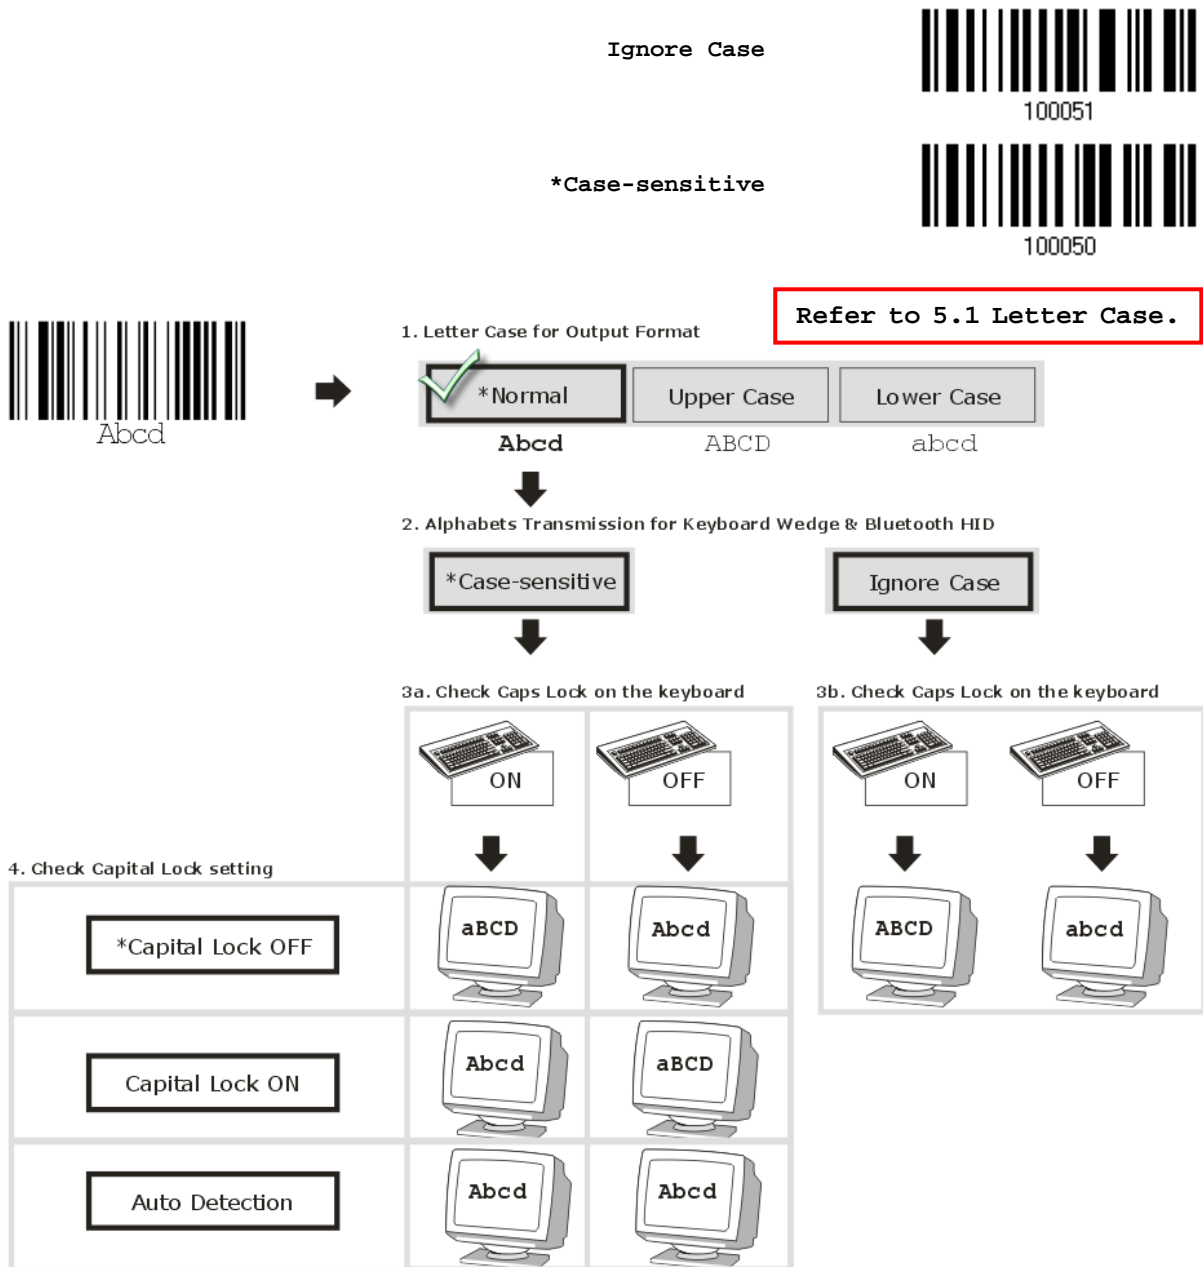 Ignore Case
100051
*Case-sensitive
100050
Refer to 5.1 Letter Case.
Abcd
1. Letter Case for Output Format
*Normal Upper Case Lower Case
Abcd ABCD abcd
2. Alphabets Transmission for Keyboard Wedge & Bluetooth HID
*Case-sensitive Ignore Case
3a. Check Caps Lock on the keyboard 3b. Check Caps Lock on the keyboard
ON OFF ON OFF
4. Check Capital Lock setting
*Capital Lock OFF aBCD Abcd ABCD abcd
Capital Lock ON Abcd aBCD
Auto Detection Abcd Abcd